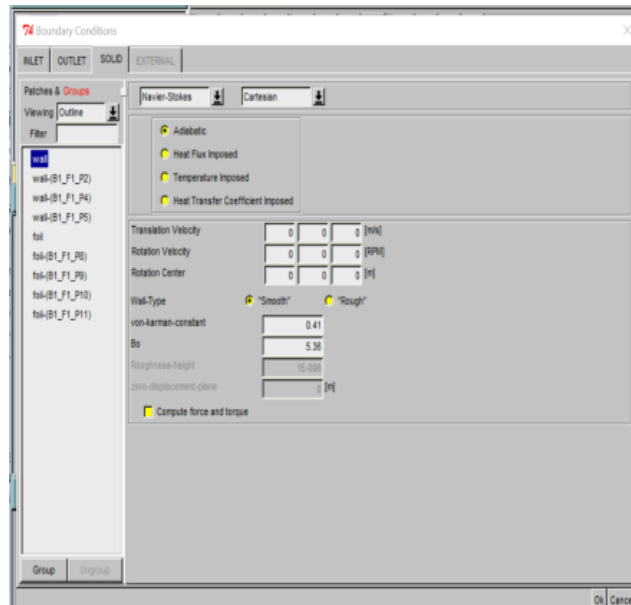 Boundary Conditions
INLET OUTLET SOLID EXTERNAL
Patches & Groups
Viewing Outline
Filter
wall
wall-(B1_F1_P2)
wall-(B1_F1_P4)
wall-(B1_F1_P5)
foil
foil-(B1_F1_P8)
foil-(B1_F1_P9)
foil-(B1_F1_P10)
foil-(B1_F1_P11)
Group Ungroup
Navier-Stokes Cartesian
Adiabatic
Heat Flux Imposed
Temperature Imposed
Heat Transfer Coefficient Imposed
Translation Velocity 0 0 0 [m/s]
Rotation Velocity 0 0 0 [RPM]
Rotation Center 0 0 0 [m]
Wall-Type "Smooth" "Rough"
von-karman-constant 0.41
Bo 5.36
Roughness-height 1E-006
zero-displacement-plane 0 [m]
Compute force and torque
Ok Cance